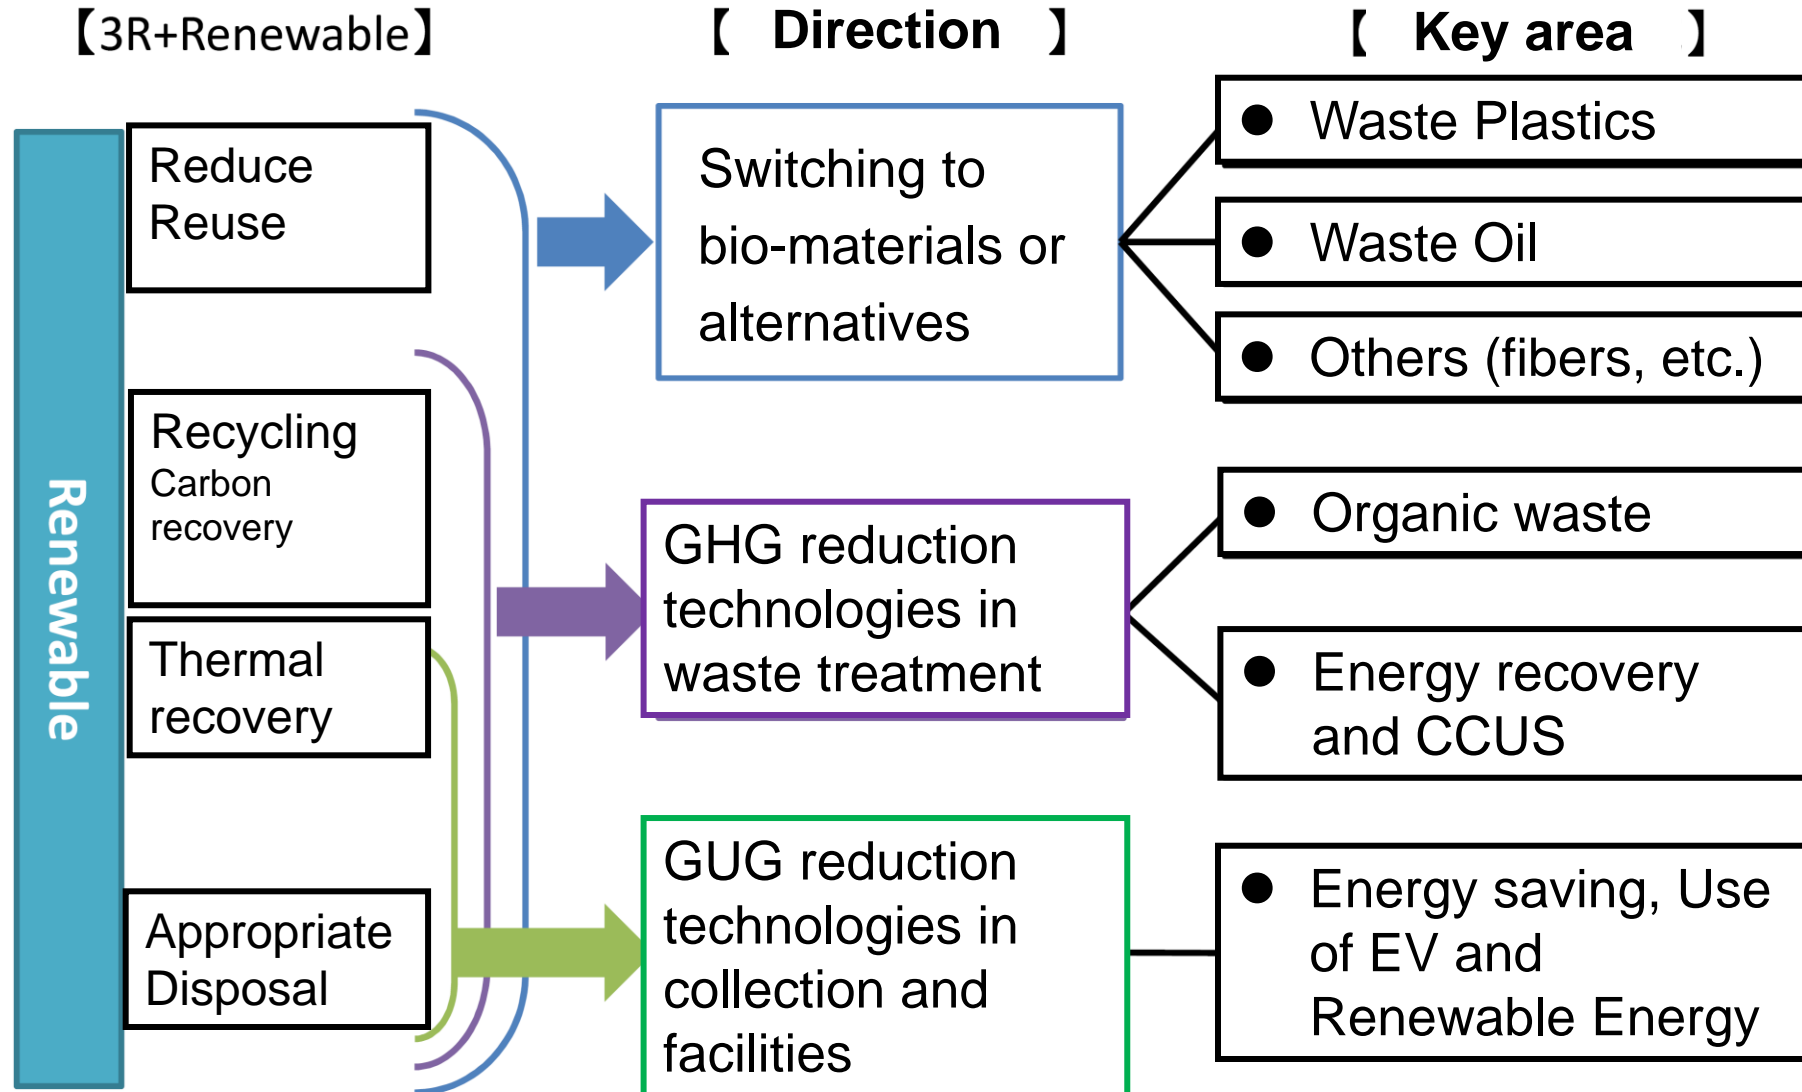 【3R+Renewable】
【 Direction 】
【 Key area 】
Renewable
Reduce
Reuse
Recycling
Carbon
recovery
Thermal
recovery
Appropriate
Disposal
Switching to
bio-materials or
alternatives
GHG reduction
technologies in
waste treatment
GUG reduction
technologies in
collection and
facilities
● Waste Plastics
● Waste Oil
● Others (fibers, etc.)
● Organic waste
● Energy recovery
and CCUS
● Energy saving, Use
of EV and
Renewable Energy